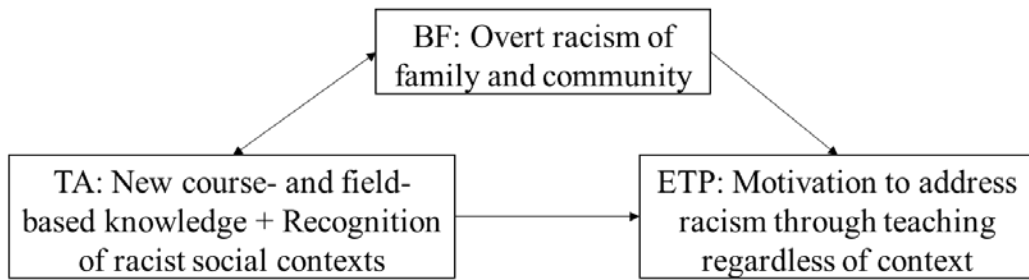 BF: Overt racism of
family and community
TA: New course- and field-
based knowledge + Recognition
of racist social contexts
ETP: Motivation to address
racism through teaching
regardless of context